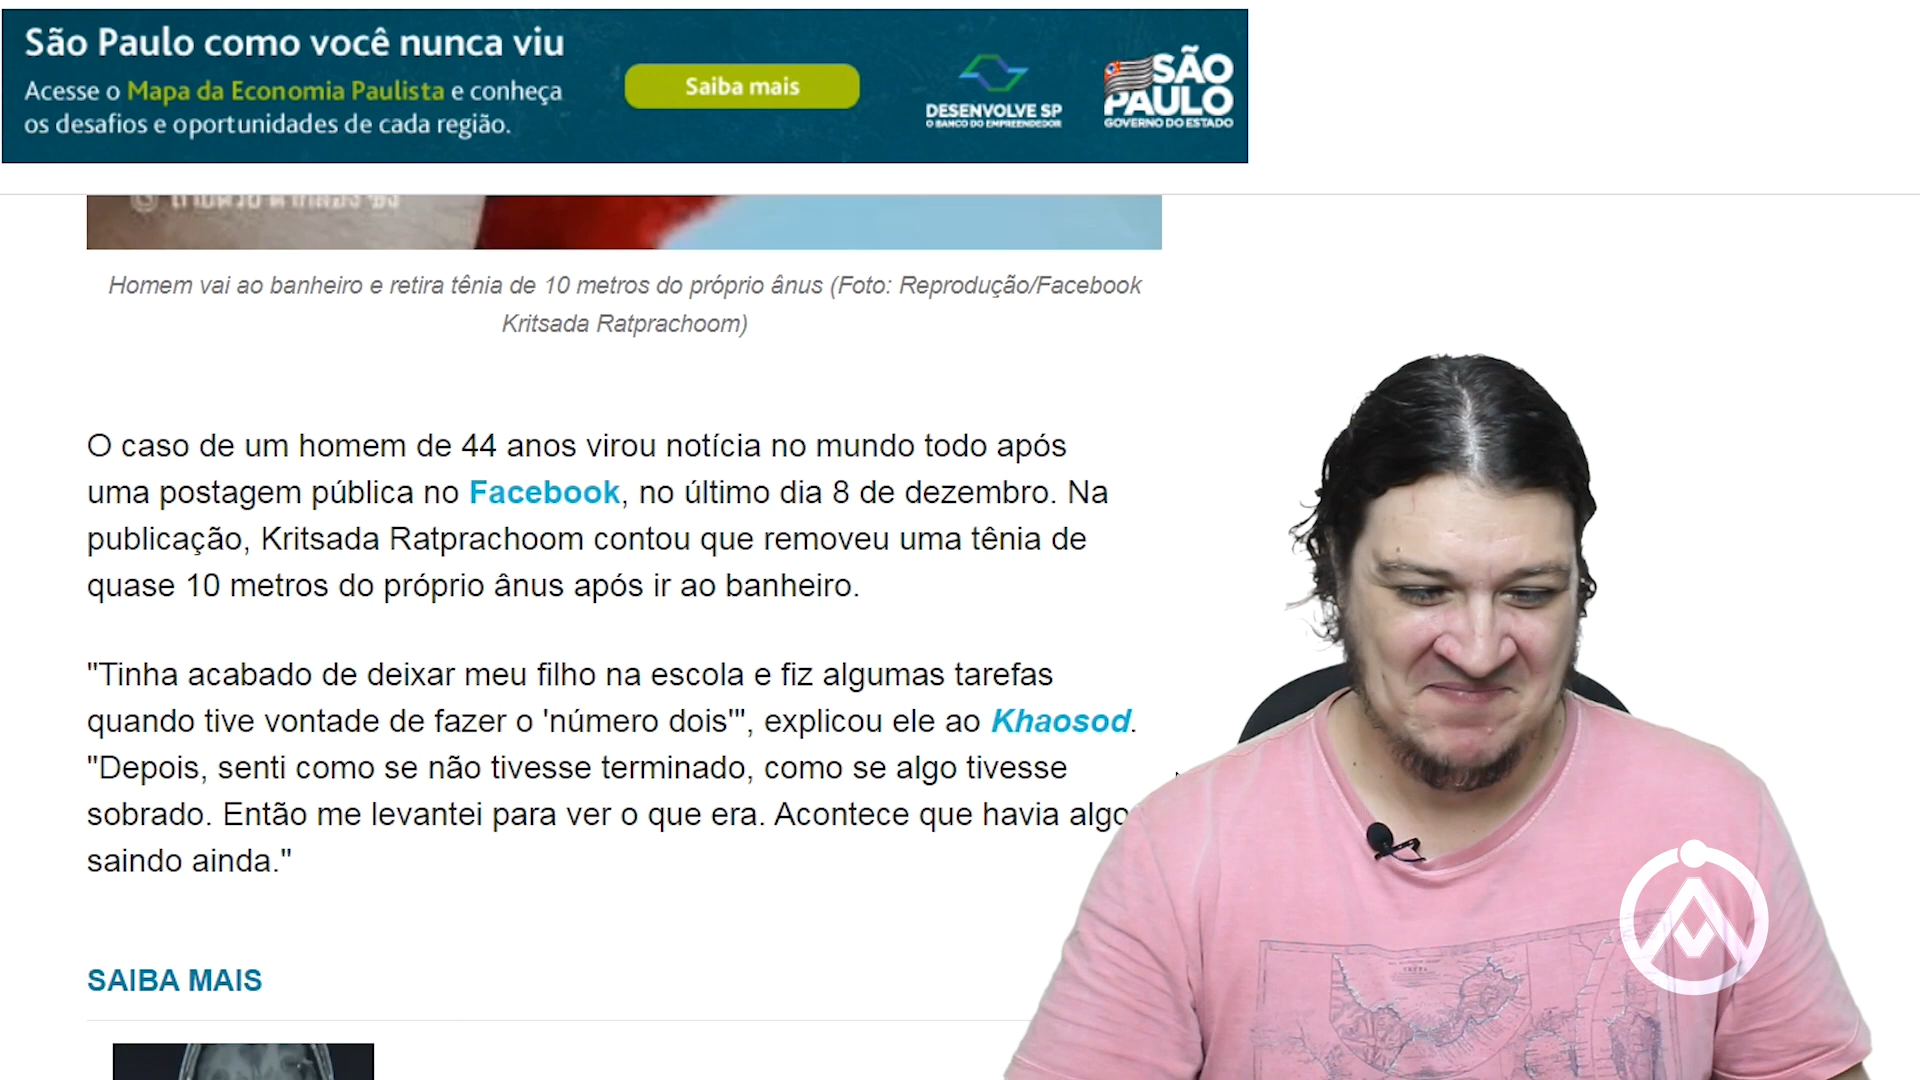 São Paulo como você nunca viu
Acesse o Mapa da Economia Paulista e conheça
os desafios e oportunidades de cada região.
Saiba mais
DESENVOLVE SP
O BANCO DO EMPREENDEDOR
SÃO
PAULO
GOVERNO DO ESTADO
Homem vai ao banheiro e retira tênia de 10 metros do próprio ânus (Foto: Reprodução/Facebook
Kritsada Ratprachoom)
O caso de um homem de 44 anos virou notícia no mundo todo após
uma postagem pública no Facebook, no último dia 8 de dezembro. Na
publicação, Kritsada Ratprachoom contou que removeu uma tênia de
quase 10 metros do próprio ânus após ir ao banheiro.
"Tinha acabado de deixar meu filho na escola e fiz algumas tarefas
quando tive vontade de fazer o 'número dois'", explicou ele ao Khaosod.
"Depois, senti como se não tivesse terminado, como se algo tivesse
sobrado. Então me levantei para ver o que era. Acontece que havia algo
saindo ainda."
SAIBA MAIS